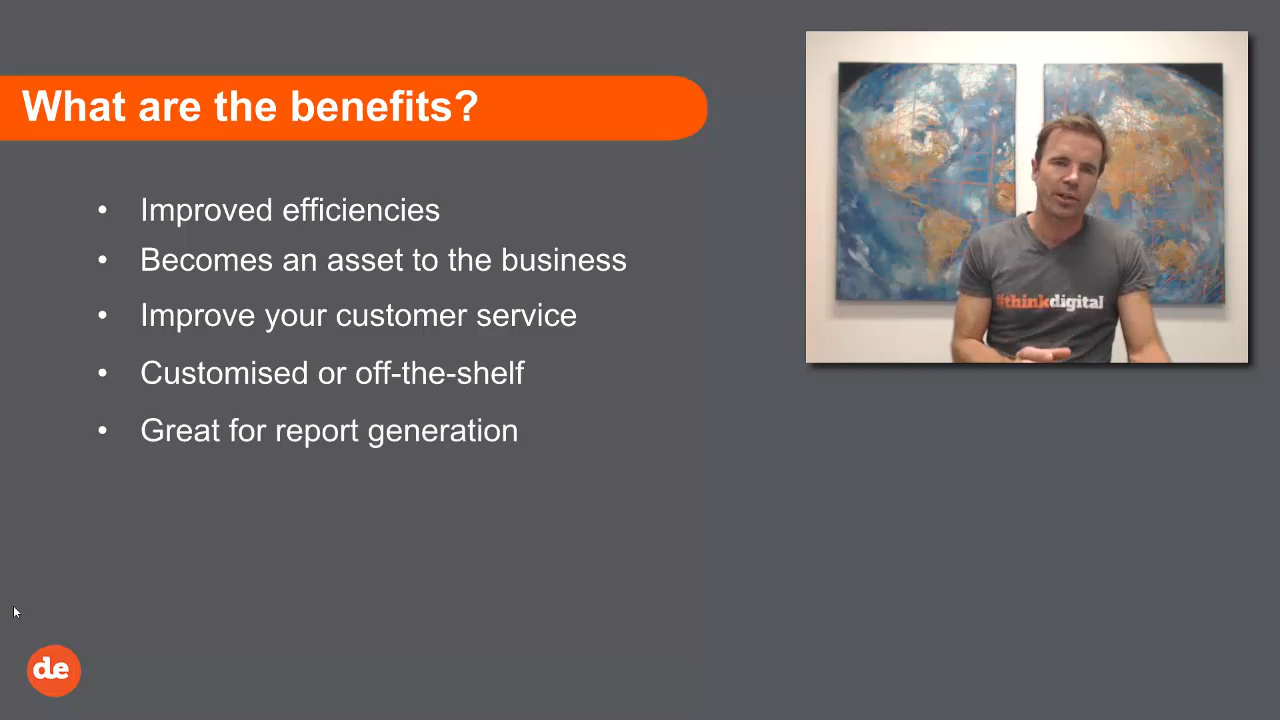 What are the benefits?
• Improved efficiencies
• Becomes an asset to the business
• Improve your customer service
• Customised or off-the-shelf
• Great for report generation
#thinkdigital
de